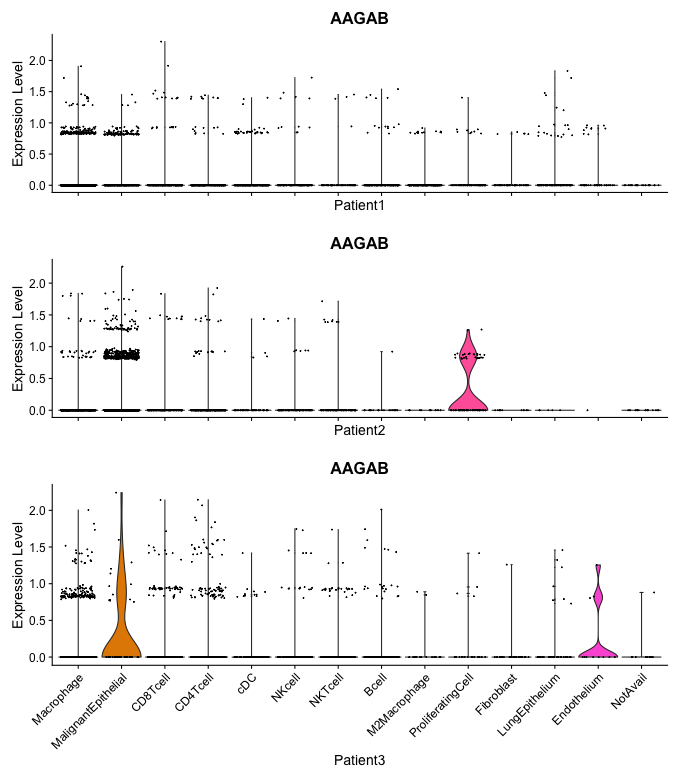 AAGAB
Expression Level
2.0
1.5
1.0
0.5
0.0
Patient1
AAGAB
Expression Level
2.0
1.5
1.0
0.5
0.0
Patient2
AAGAB
Expression Level
2.0
1.5
1.0
0.5
0.0
Macrophage
MalignantEpithelial
CD8Tcell
CD4Tcell
cDC
NKcell
NKTcell
Bcell
M2Macrophage
ProliferatingCell
Fibroblast
LungEpithelium
Endothelium
NotAvail
Patient3